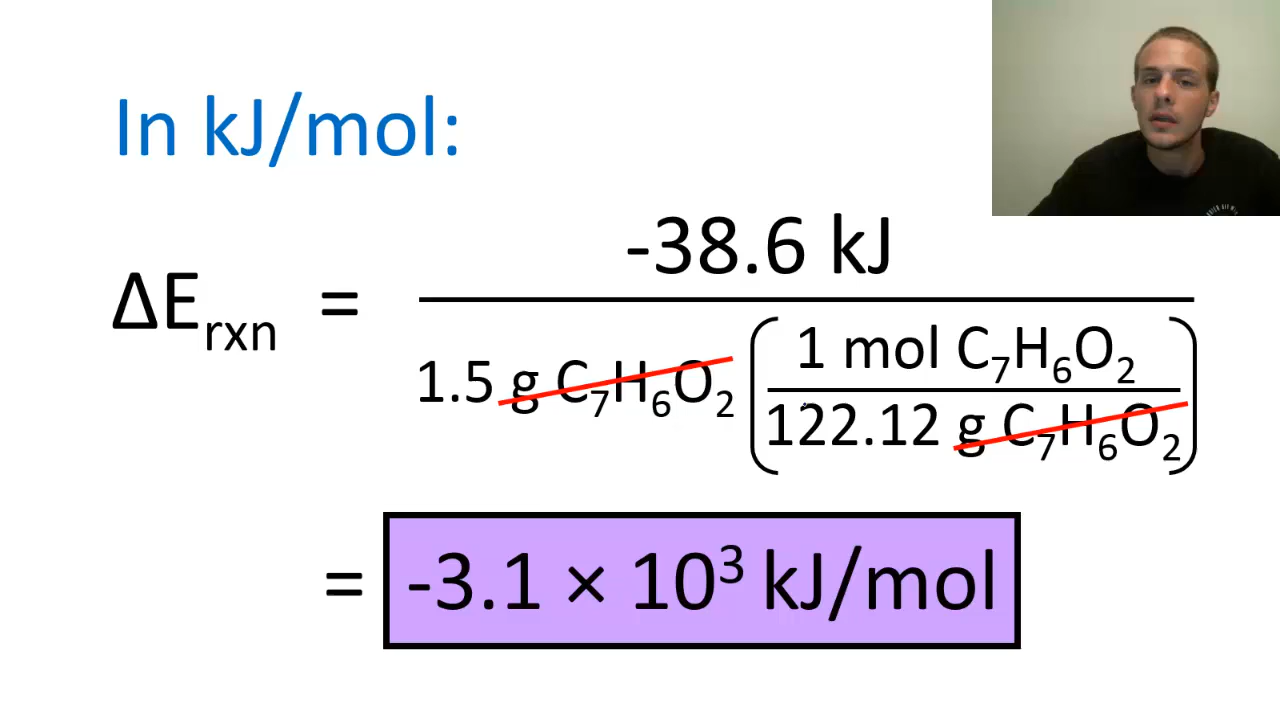 In kJ/mol:
-38.6 kJ
ΔE_rxn =
1.5 g C₇H₆O₂ ( 1 mol C₇H₆O₂
122.12 g C₇H₆O₂ )
= -3.1 × 10³ kJ/mol